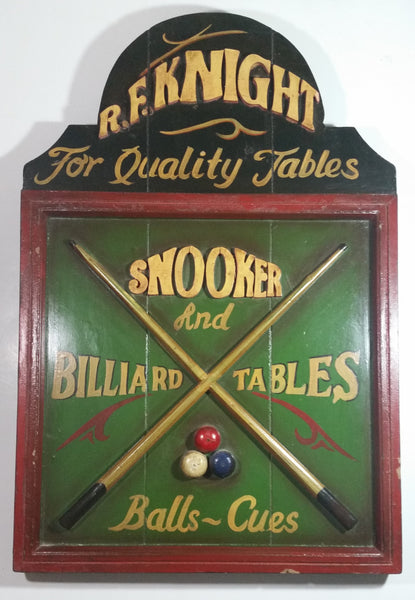 R.F. KNIGHT
For Quality Tables
SNOOKER
And
BILLIARD TABLES
Balls~Cues